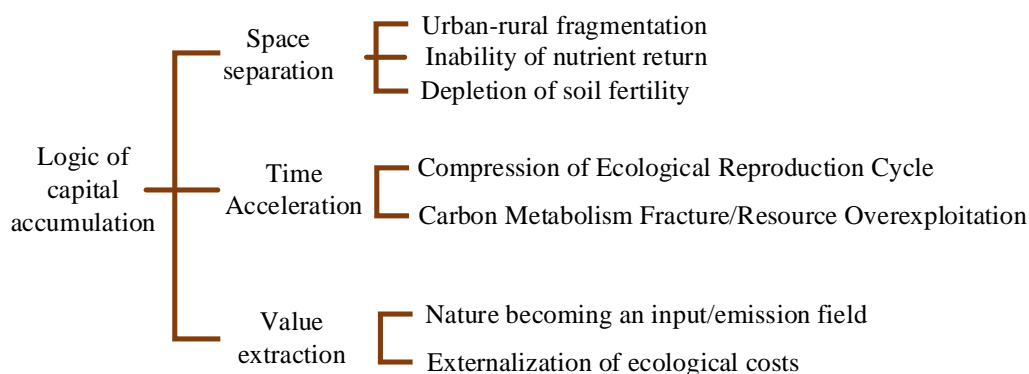 Logic of
capital
accumulation
Space
separation
Urban-rural fragmentation
Inability of nutrient return
Depletion of soil fertility
Time
Acceleration
Compression of Ecological Reproduction Cycle
Carbon Metabolism Fracture/Resource Overexploitation
Value
extraction
Nature becoming an input/emission field
Externalization of ecological costs